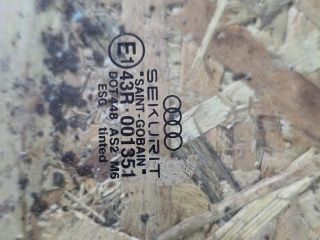 SEKURIT
"SAINT GOBAIN"
E1 43R-001351
DOT448 AS2 M6
ESG tinted